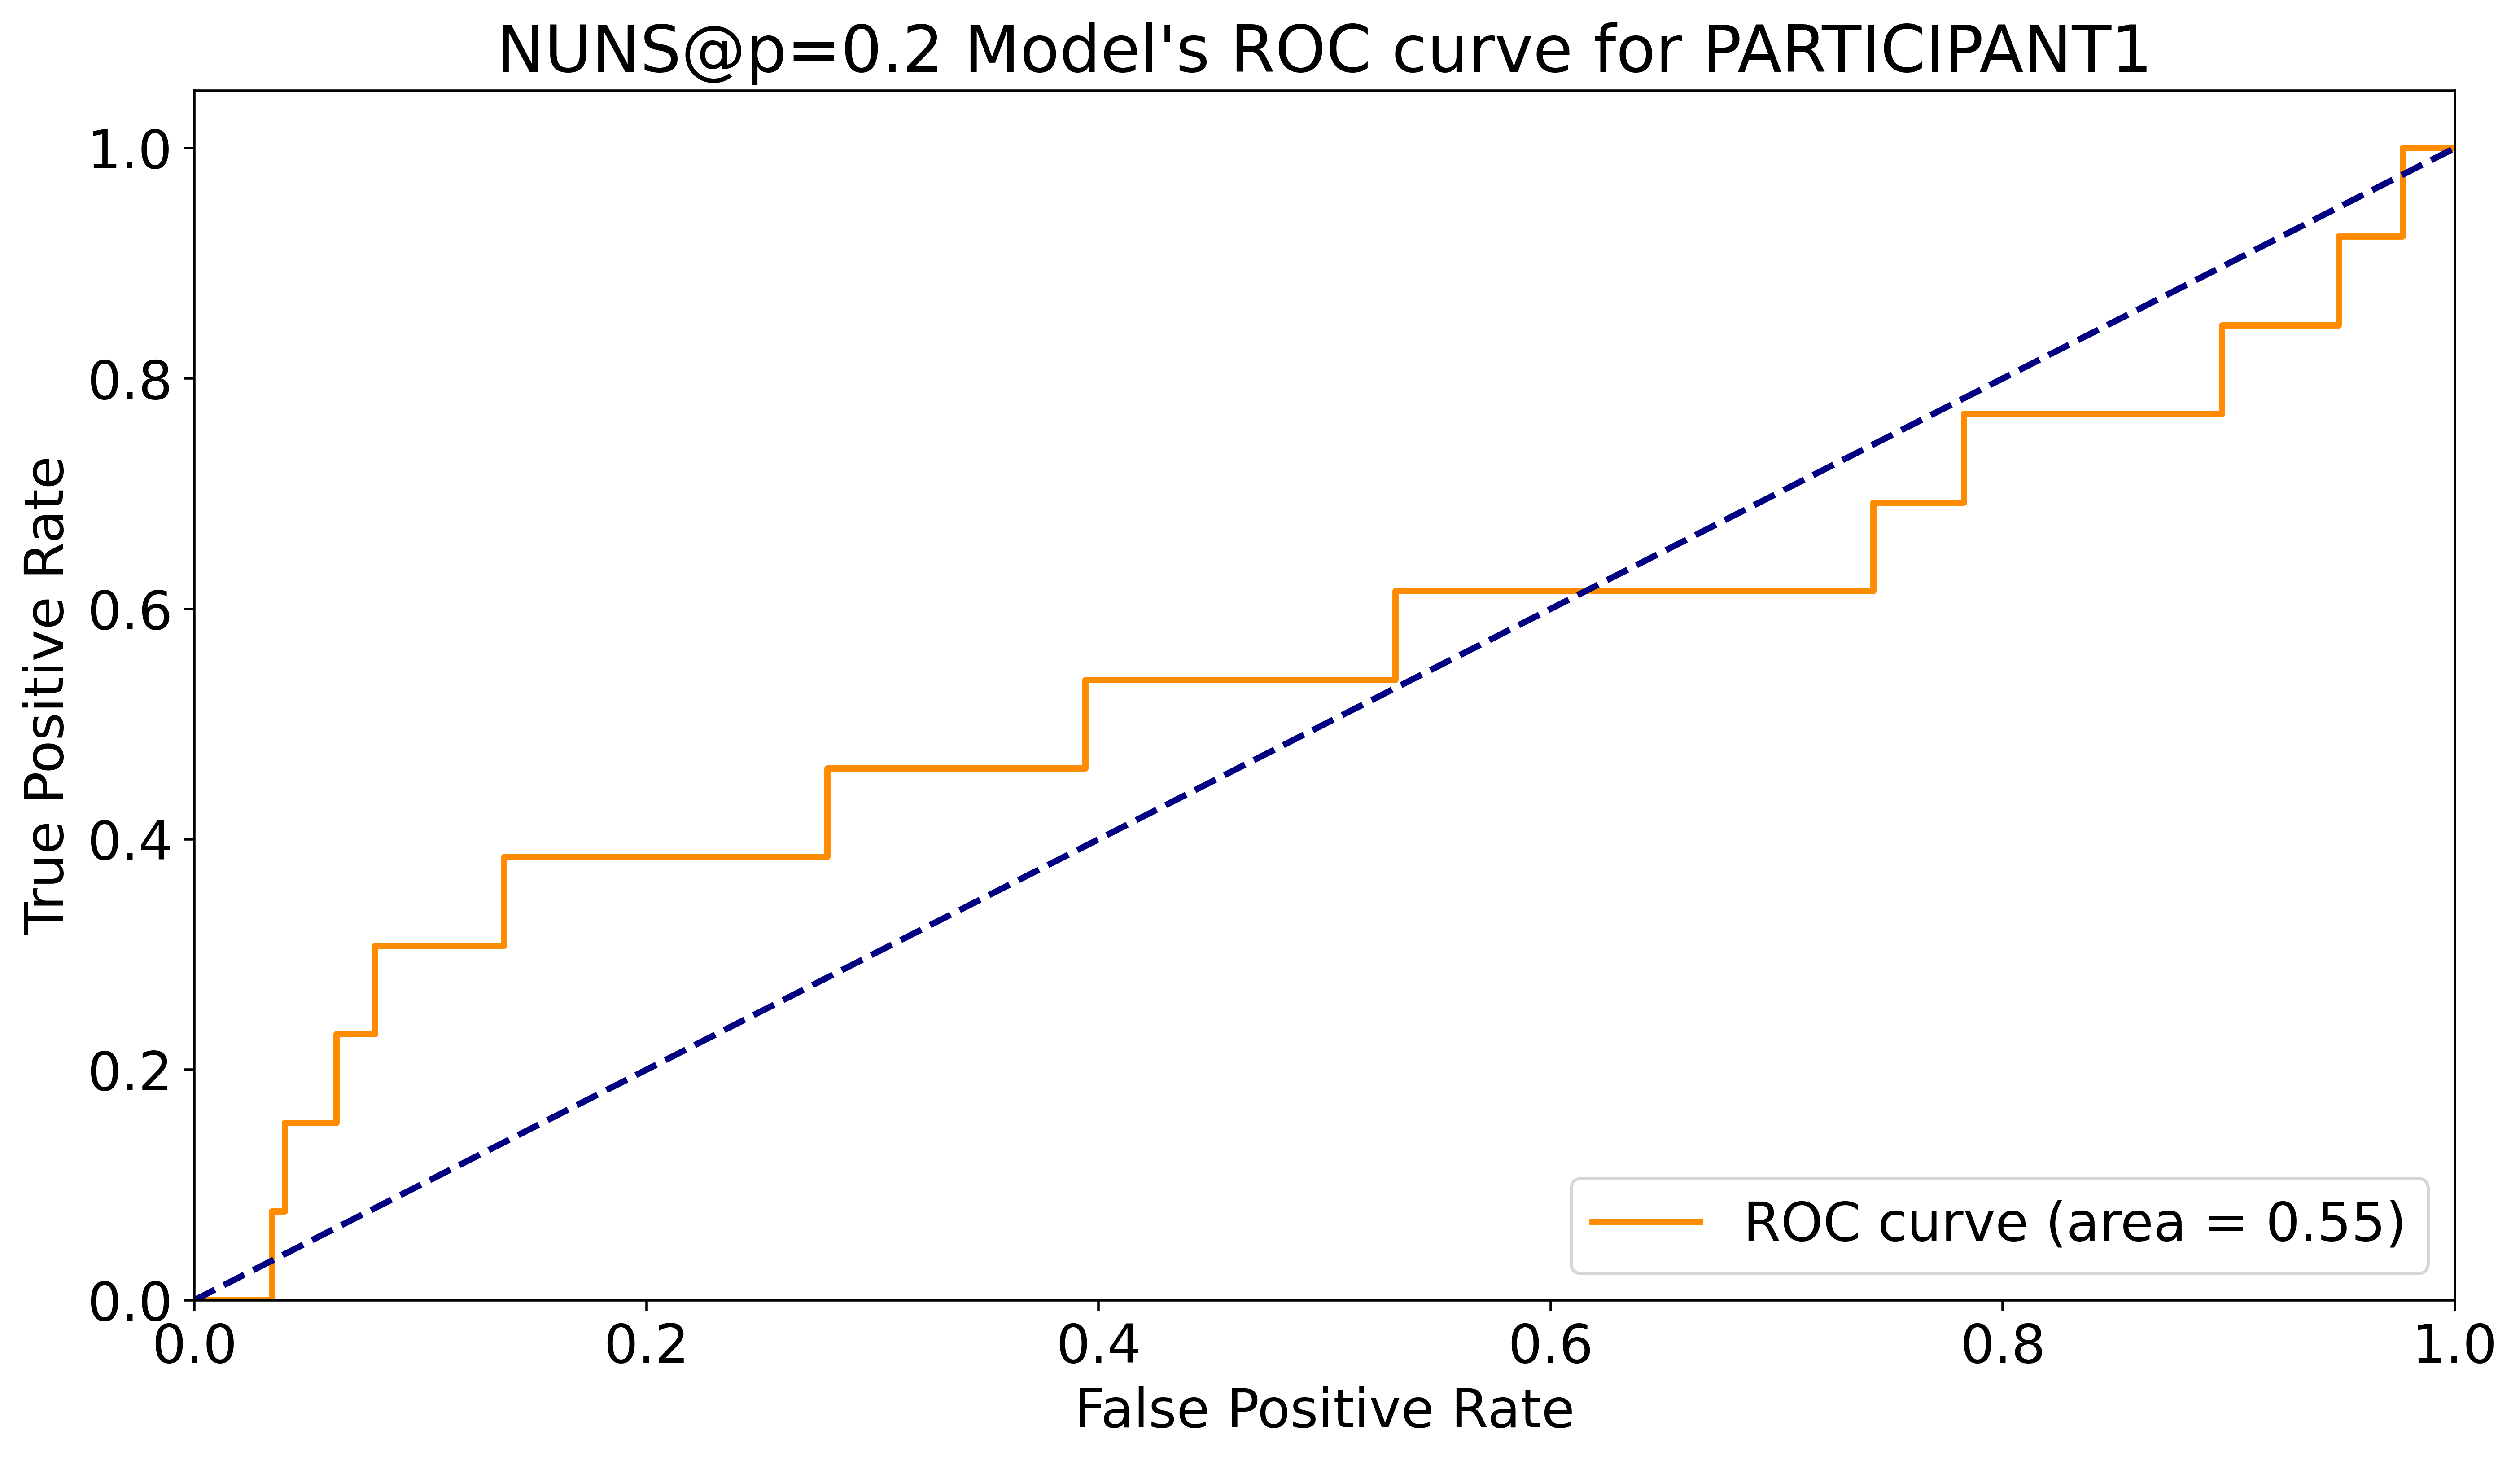 NUNS@p=0.2 Model's ROC curve for PARTICIPANT1
True Positive Rate
1.0
0.8
0.6
0.4
0.2
0.0
0.0 0.2 0.4 0.6 0.8 1.0
False Positive Rate
ROC curve (area = 0.55)